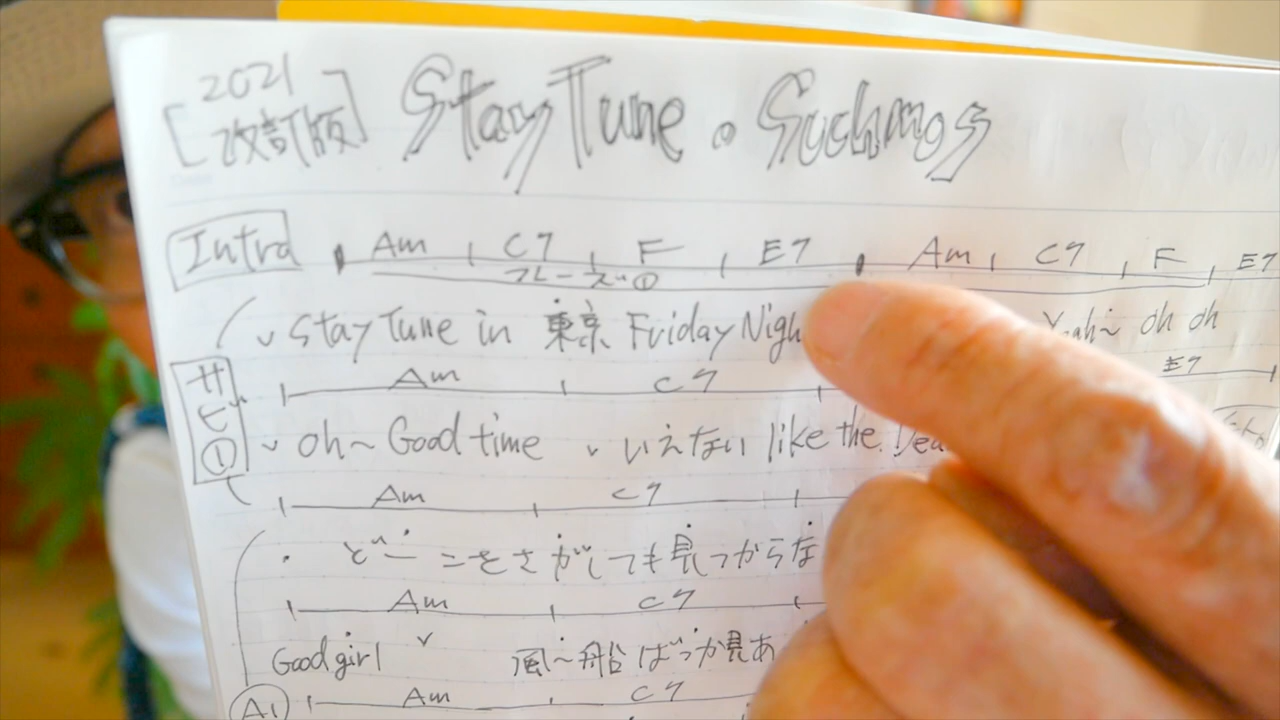 [2021 改訂版] Stay Tune . Suchmos
Intro Am C7 F E7 Am C7 F E7
フレーズ①
Stay Tune in 東京 Friday Nigh Yeah~ oh oh
Am C7 E7
サビ①
oh~ Good time いえない like the Dea
Am C7
どーこをさがしても見つからな
Am C7
Good girl 風~船ばっか見あ
A1 Am C7